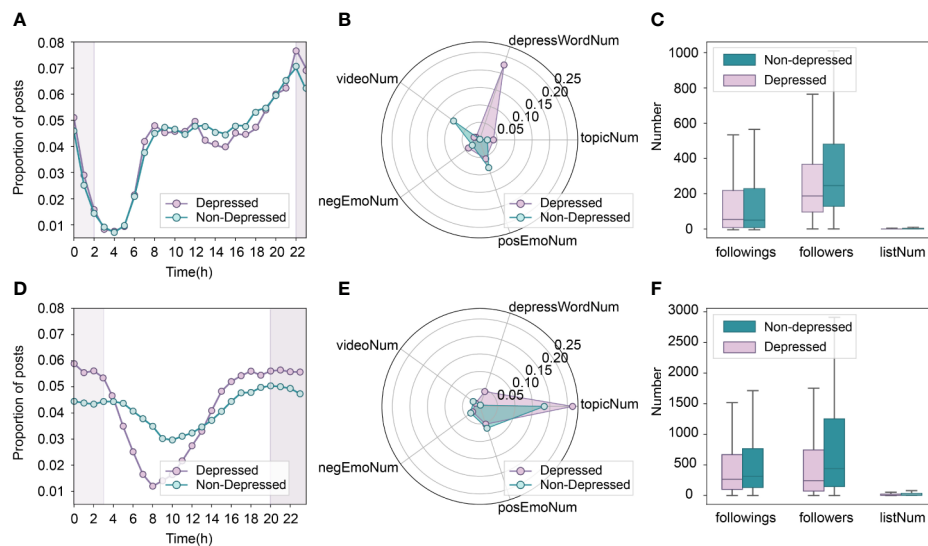 A
Proportion of posts
0.08
0.07
0.06
0.05
0.04
0.03
0.02
0.01
Depressed
Non-Depressed
0 2 4 6 8 10 12 14 16 18 20 22
Time(h)
B
depressWordNum
videoNum
0.25
0.20
0.15
0.10
0.05
topicNum
negEmoNum
Depressed
Non-Depressed
posEmoNum
C
Number
1000
800
600
400
200
0
Non-depressed
Depressed
followings followers listNum
D
Proportion of posts
0.08
0.07
0.06
0.05
0.04
0.03
0.02
0.01
Depressed
Non-Depressed
0 2 4 6 8 10 12 14 16 18 20 22
Time(h)
E
depressWordNum
videoNum
0.25
0.20
0.15
0.10
0.05
topicNum
negEmoNum
Depressed
Non-Depressed
posEmoNum
F
Number
3000
2500
2000
1500
1000
500
0
Non-depressed
Depressed
followings followers listNum